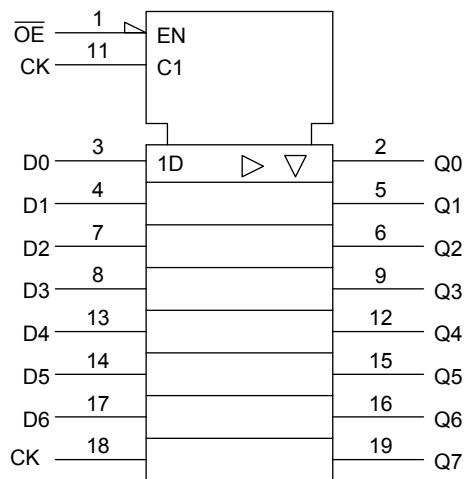 1
O̅E̅ EN
11
CK C1
3 2
D0 1D Q0
4 5
D1 Q1
7 6
D2 Q2
8 9
D3 Q3
13 12
D4 Q4
14 15
D5 Q5
17 16
D6 Q6
18 19
CK Q7